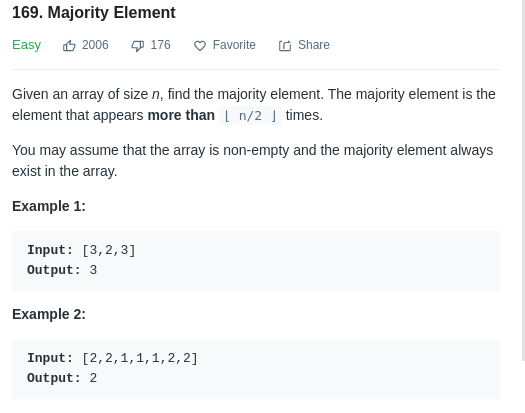 169. Majority Element
Easy 2006 176 Favorite Share
Given an array of size n, find the majority element. The majority element is the
element that appears more than ⌊ n/2 ⌋ times.
You may assume that the array is non-empty and the majority element always
exist in the array.
Example 1:
Input: [3,2,3]
Output: 3
Example 2:
Input: [2,2,1,1,1,2,2]
Output: 2